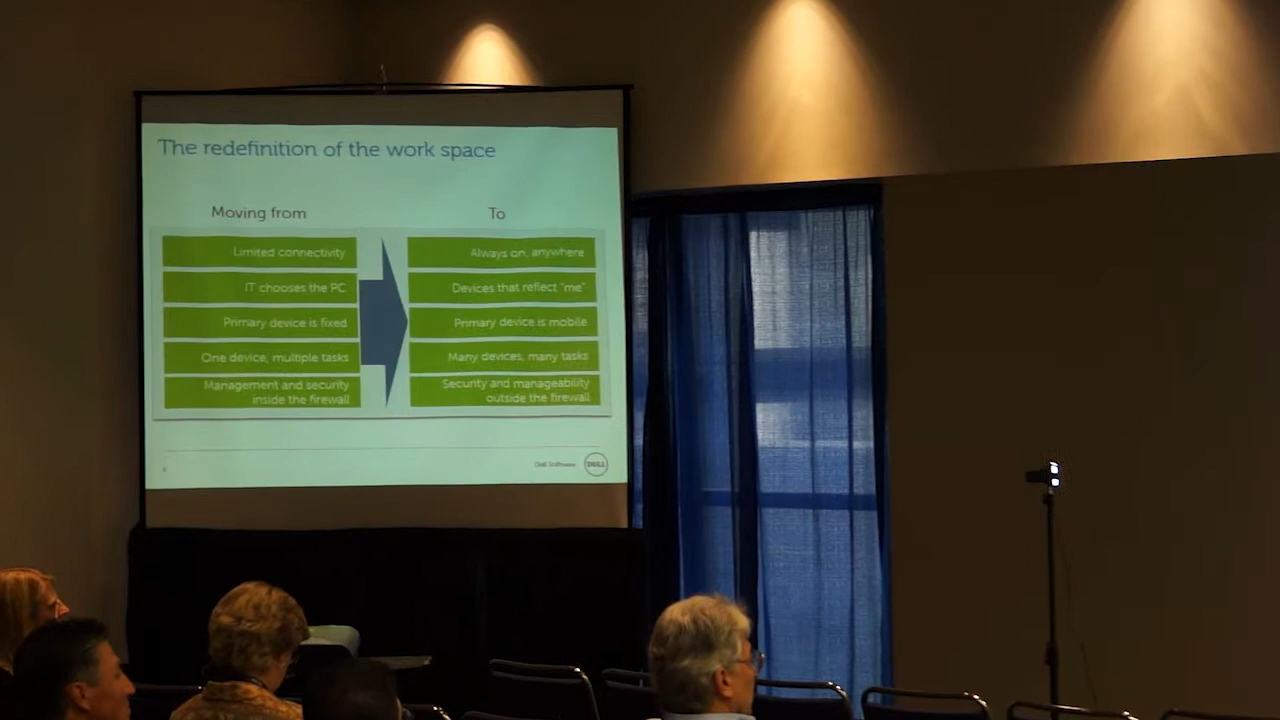 The redefinition of the work space
Moving from
To
Limited connectivity
Always on, anywhere
IT chooses the PC
Devices that reflect "me"
Primary device is fixed
Primary device is mobile
One device, multiple tasks
Many devices, many tasks
Management and security
inside the firewall
Security and manageability
outside the firewall
Dell Software
DELL